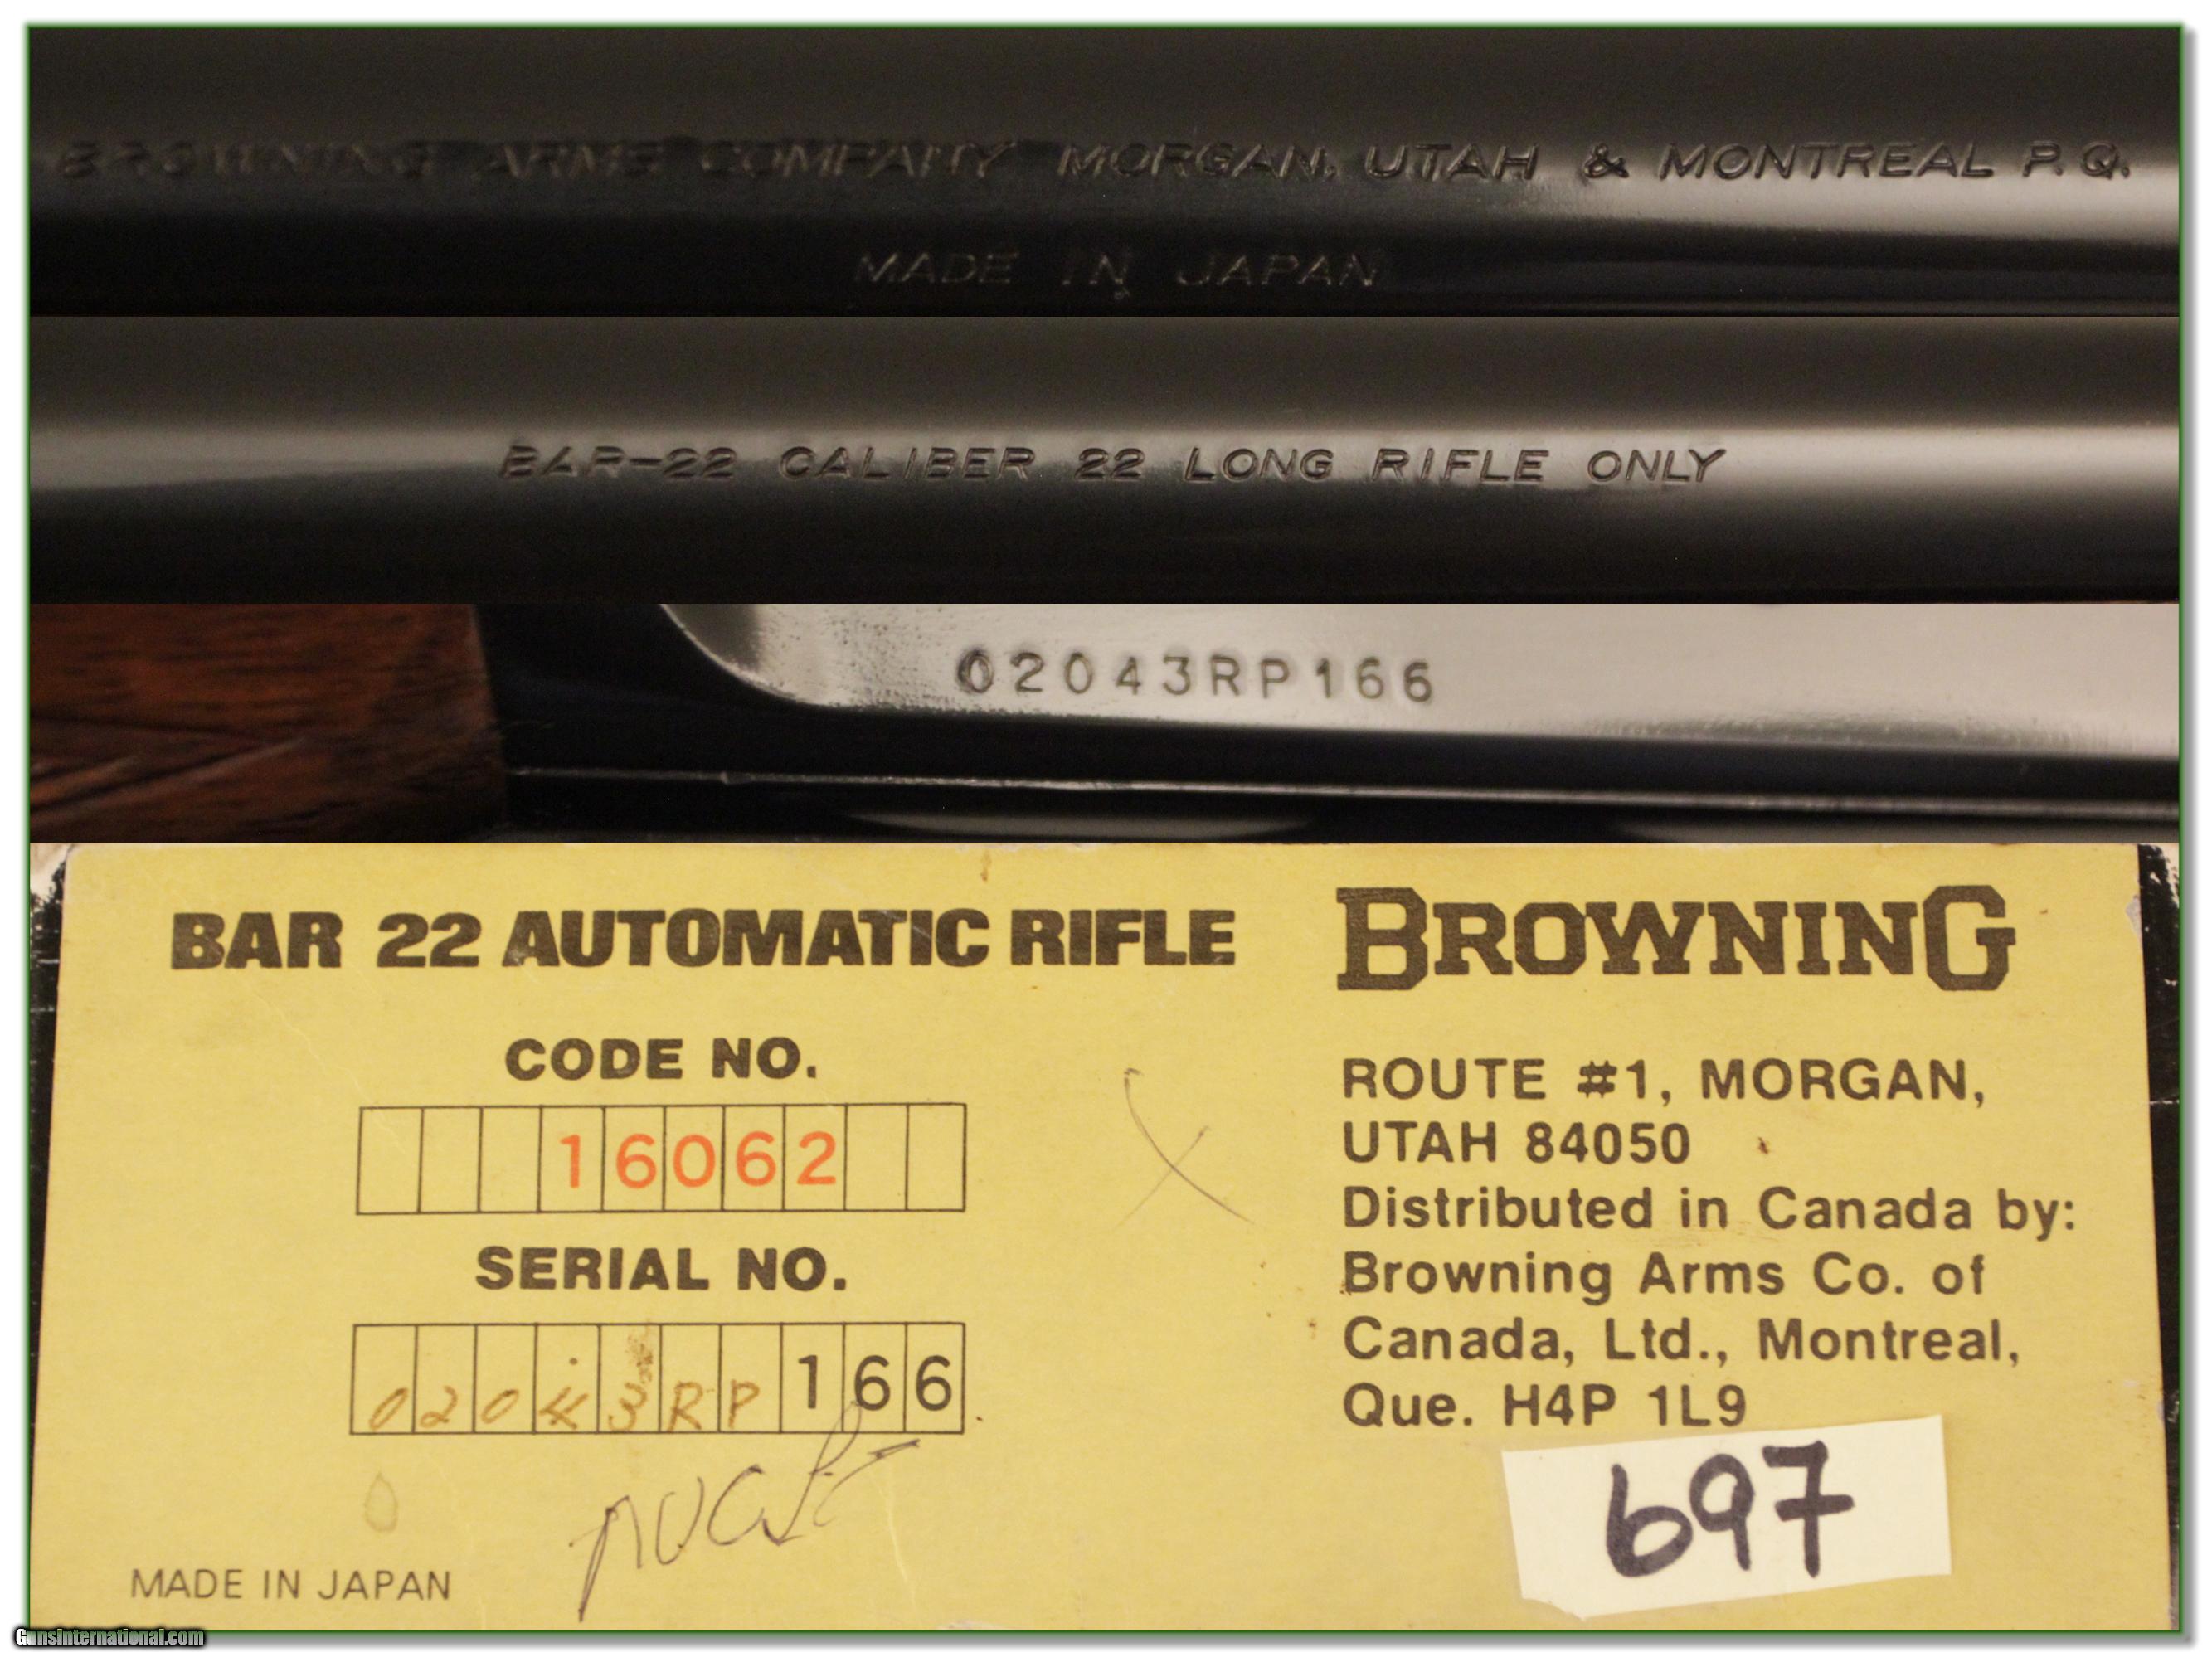 BROWNING ARMS COMPANY MORGAN, UTAH & MONTREAL P.Q.
MADE IN JAPAN
BAR-22 CALIBER 22 LONG RIFLE ONLY
02043RP166
BAR 22 AUTOMATIC RIFLE
CODE NO.
16062
SERIAL NO.
02043RP166
MADE IN JAPAN
BROWNING
ROUTE #1, MORGAN,
UTAH 84050
Distributed in Canada by:
Browning Arms Co. of
Canada, Ltd., Montreal,
Que. H4P 1L9
697
GunsInternational.com